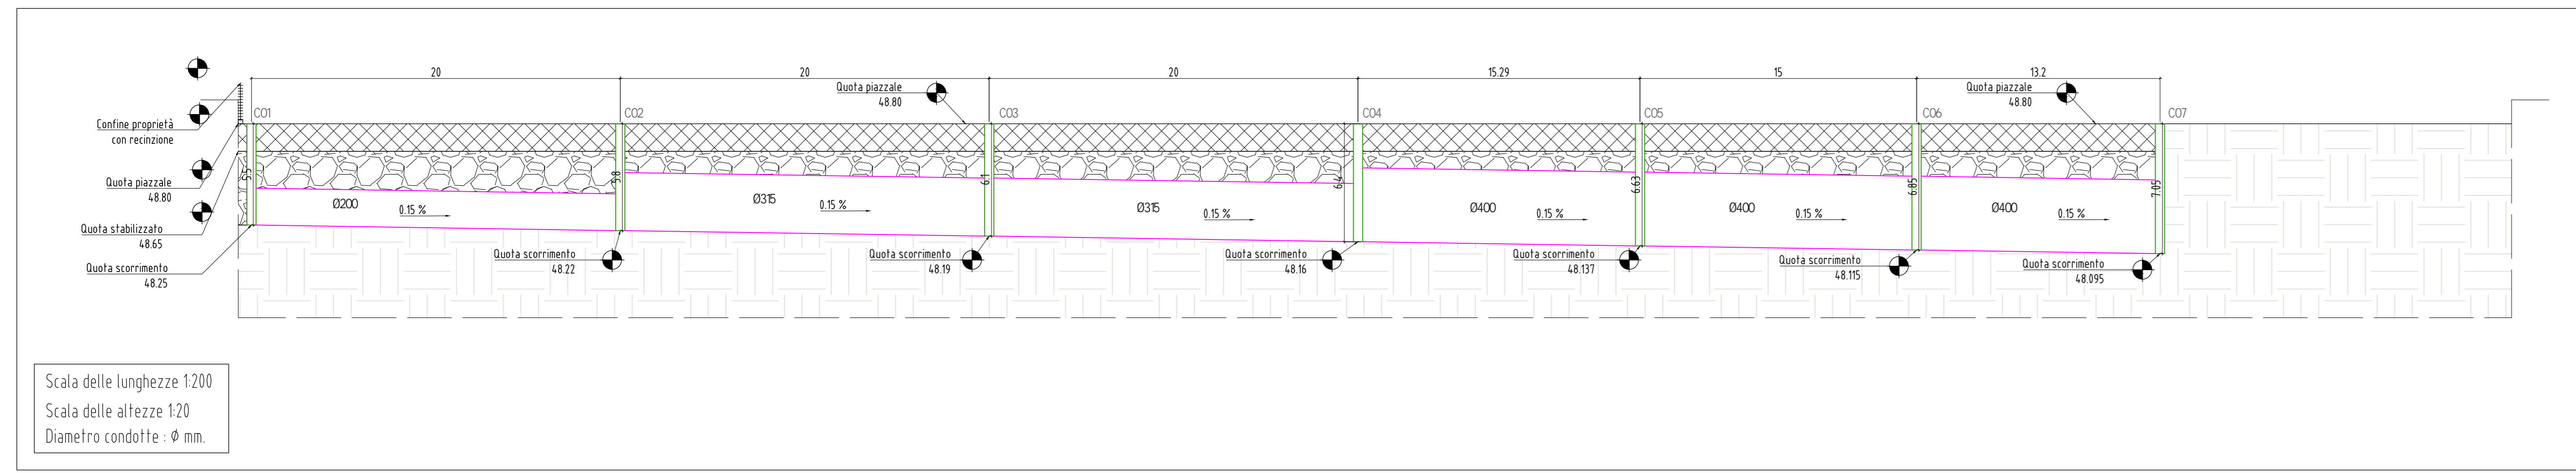 20
20
20
15.29
15
13.2
Quota piazzale
48.80
Quota piazzale
48.80
C01
C02
C03
C04
C05
C06
C07
Confine proprietà
con recinzione
Quota piazzale
48.80
Quota stabilizzato
48.65
Quota scorrimento
48.25
5.5
5.8
6.1
6.4
6.63
6.85
7.05
Ø200
0.15 %
Ø315
0.15 %
Ø315
0.15 %
Ø400
0.15 %
Ø400
0.15 %
Ø400
0.15 %
Quota scorrimento
48.22
Quota scorrimento
48.19
Quota scorrimento
48.16
Quota scorrimento
48.137
Quota scorrimento
48.115
Quota scorrimento
48.095
Scala delle lunghezze 1:200
Scala delle altezze 1:20
Diametro condotte : Ø mm.